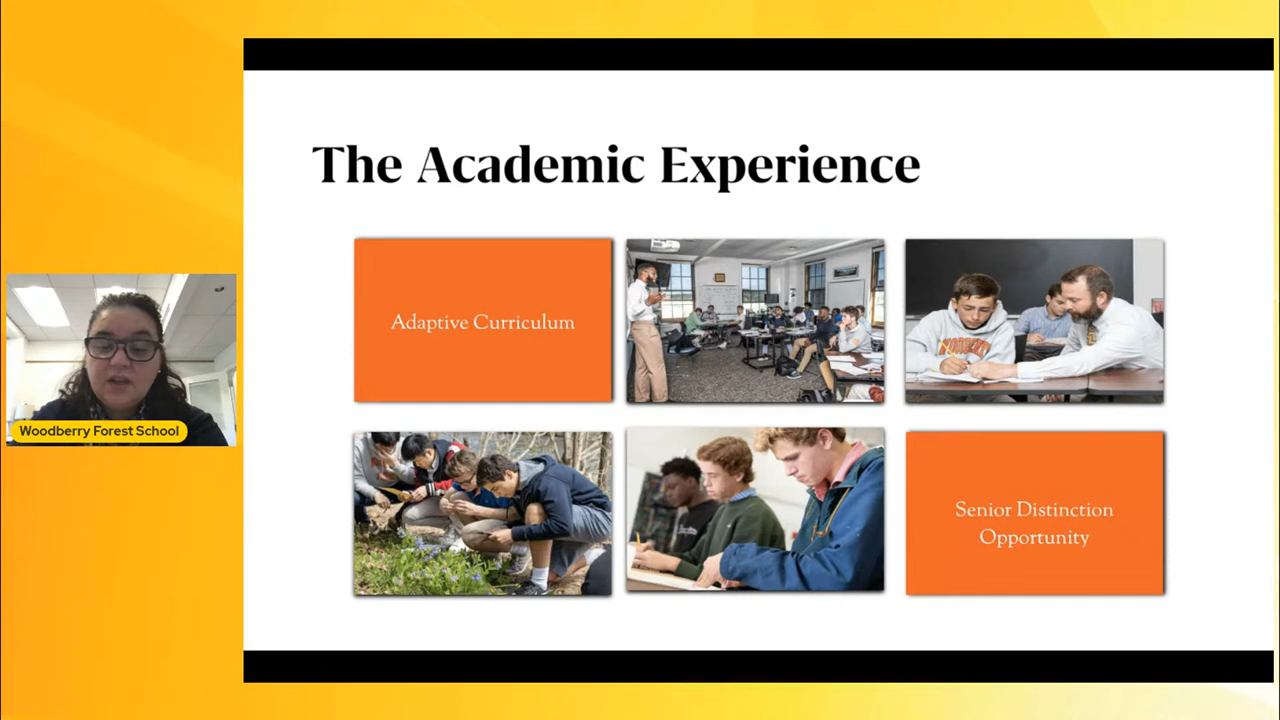 The Academic Experience
Adaptive Curriculum
Woodberry Forest School
Senior Distinction
Opportunity